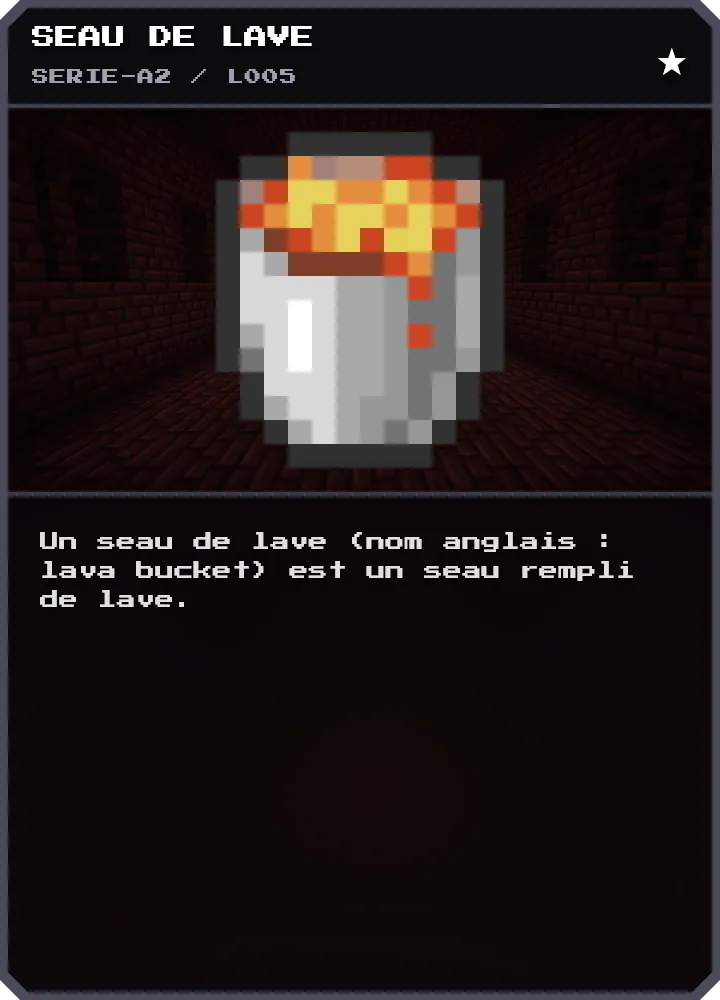 SEAU DE LAVE
SERIE-A2 / L005
Un seau de lave (nom anglais :
lava bucket) est un seau rempli
de lave.